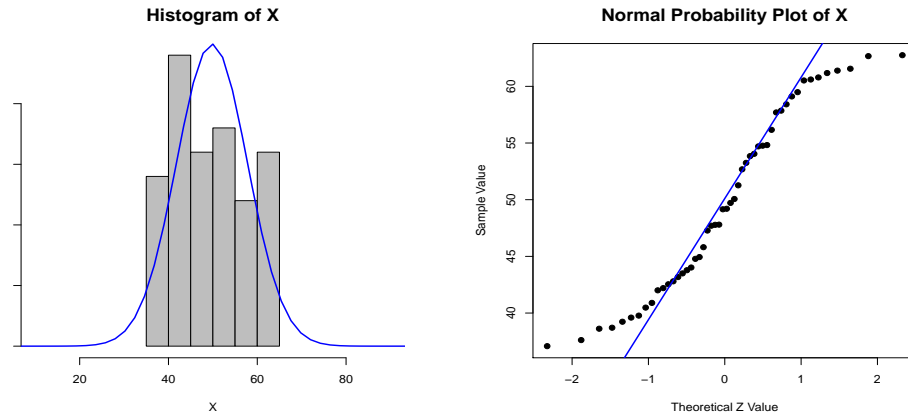 Histogram of X
20
40
60
80
X
Normal Probability Plot of X
Sample Value
60
55
50
45
40
-2
-1
0
1
2
Theoretical Z Value